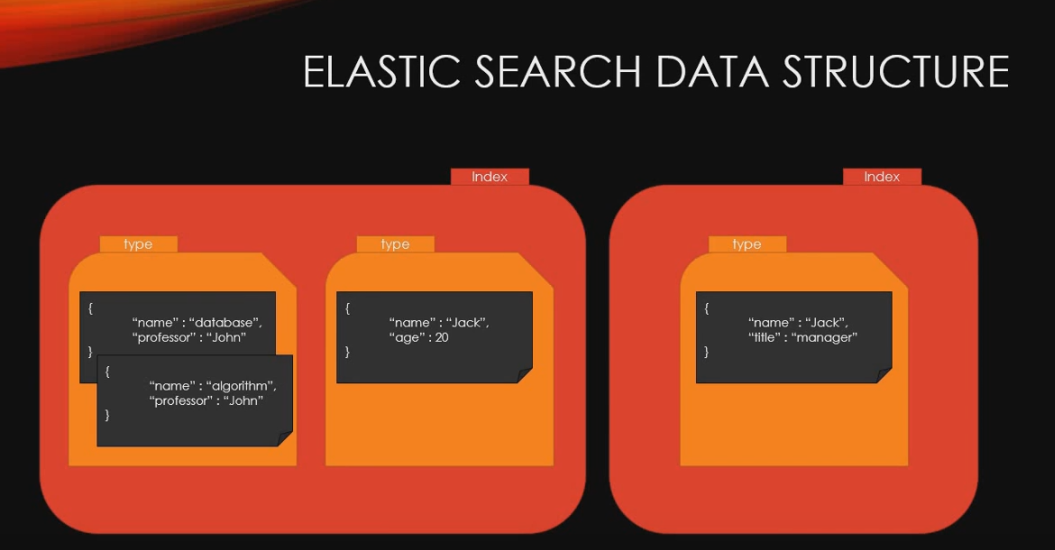 ELASTIC SEARCH DATA STRUCTURE
Index
type
{
“name” : “database”,
“professor” : “John”
}
{
“name” : “algorithm”,
“professor” : “John”
}
type
{
“name” : “Jack”,
“age” : 20
}
Index
type
{
“name” : “Jack”,
“title” : “manager”
}